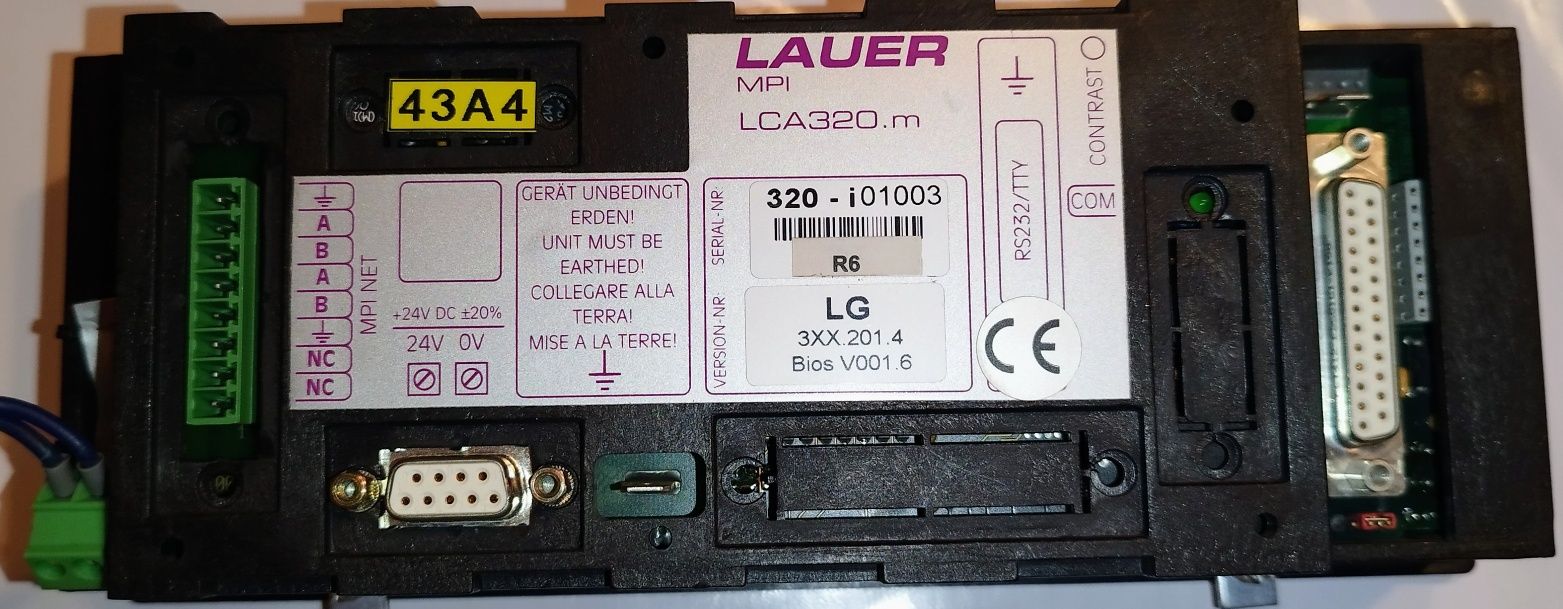 43A4
LAUER
MPI
LCA320.m
⏚
A
B
A
B
⏚
NC
NC
MPI NET
+24V DC ±20%
24V 0V
GERÄT UNBEDINGT
ERDEN!
UNIT MUST BE
EARTHED!
COLLEGARE ALLA
TERRA!
MISE A LA TERRE!
SERIAL-NR.
320 - i01003
R6
VERSION-NR.
LG
3XX.201.4
Bios V001.6
RS232/TTY
CE
CONTRAST
COM